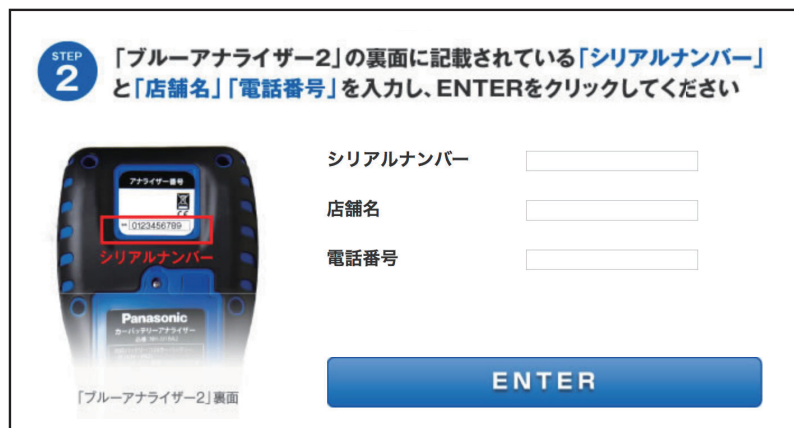 STEP
2
「ブルーアナライザー2」の裏面に記載されている「シリアルナンバー」
と「店舗名」「電話番号」を入力し、ENTERをクリックしてください
アナライザー番号
0123456789
シリアルナンバー
Panasonic
カーバッテリーアナライザー
「ブルーアナライザー2」裏面
シリアルナンバー
店舗名
電話番号
ENTER